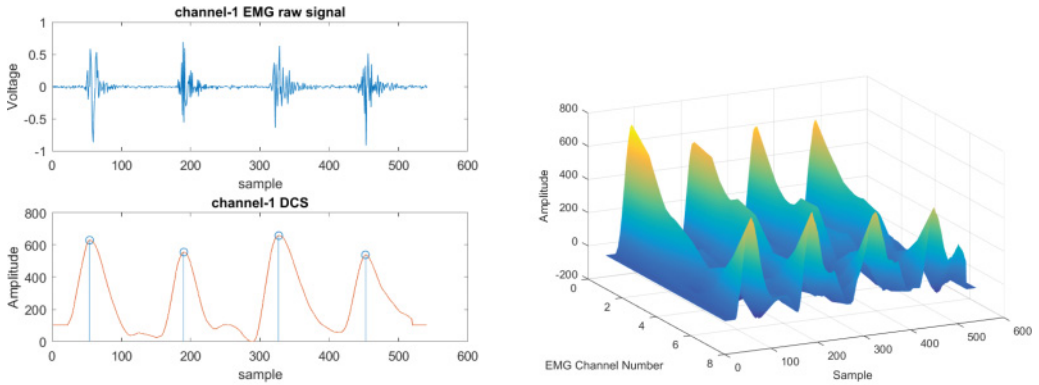 channel-1 EMG raw signal
1
0.5
0
-0.5
-1
Voltage
0 100 200 300 400 500 600
sample
channel-1 DCS
800
600
400
200
0
Amplitude
0 100 200 300 400 500 600
sample
800
600
400
200
0
-200
Amplitude
0
2
4
6
8
EMG Channel Number
0
100
200
300
400
500
600
Sample